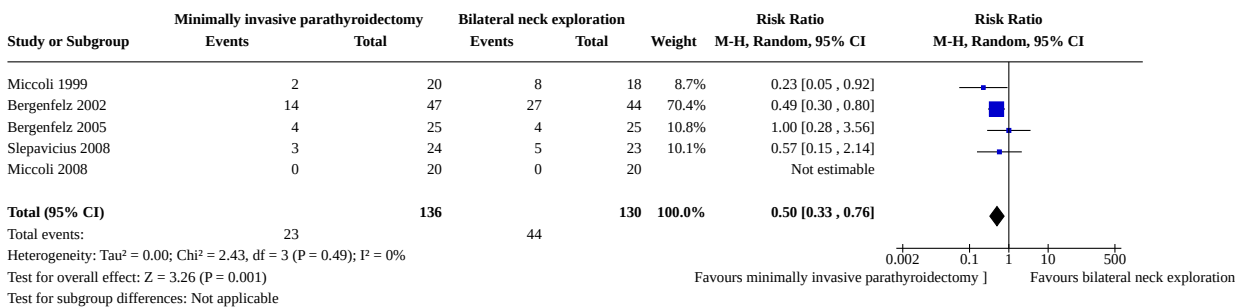 Minimally invasive parathyroidectomy Bilateral neck exploration Risk Ratio Risk Ratio
Study or Subgroup Events Total Events Total Weight M-H, Random, 95% CI M-H, Random, 95% CI
Miccoli 1999 2 20 8 18 8.7% 0.23 [0.05 , 0.92]
Bergenfelz 2002 14 47 27 44 70.4% 0.49 [0.30 , 0.80]
Bergenfelz 2005 4 25 4 25 10.8% 1.00 [0.28 , 3.56]
Slepavicius 2008 3 24 5 23 10.1% 0.57 [0.15 , 2.14]
Miccoli 2008 0 20 0 20 Not estimable
Total (95% CI) 136 130 100.0% 0.50 [0.33 , 0.76]
Total events: 23 44
Heterogeneity: Tau² = 0.00; Chi² = 2.43, df = 3 (P = 0.49); I² = 0% 0.002 0.1 1 10 500
Test for overall effect: Z = 3.26 (P = 0.001) Favours minimally invasive parathyroidectomy ] Favours bilateral neck exploration
Test for subgroup differences: Not applicable